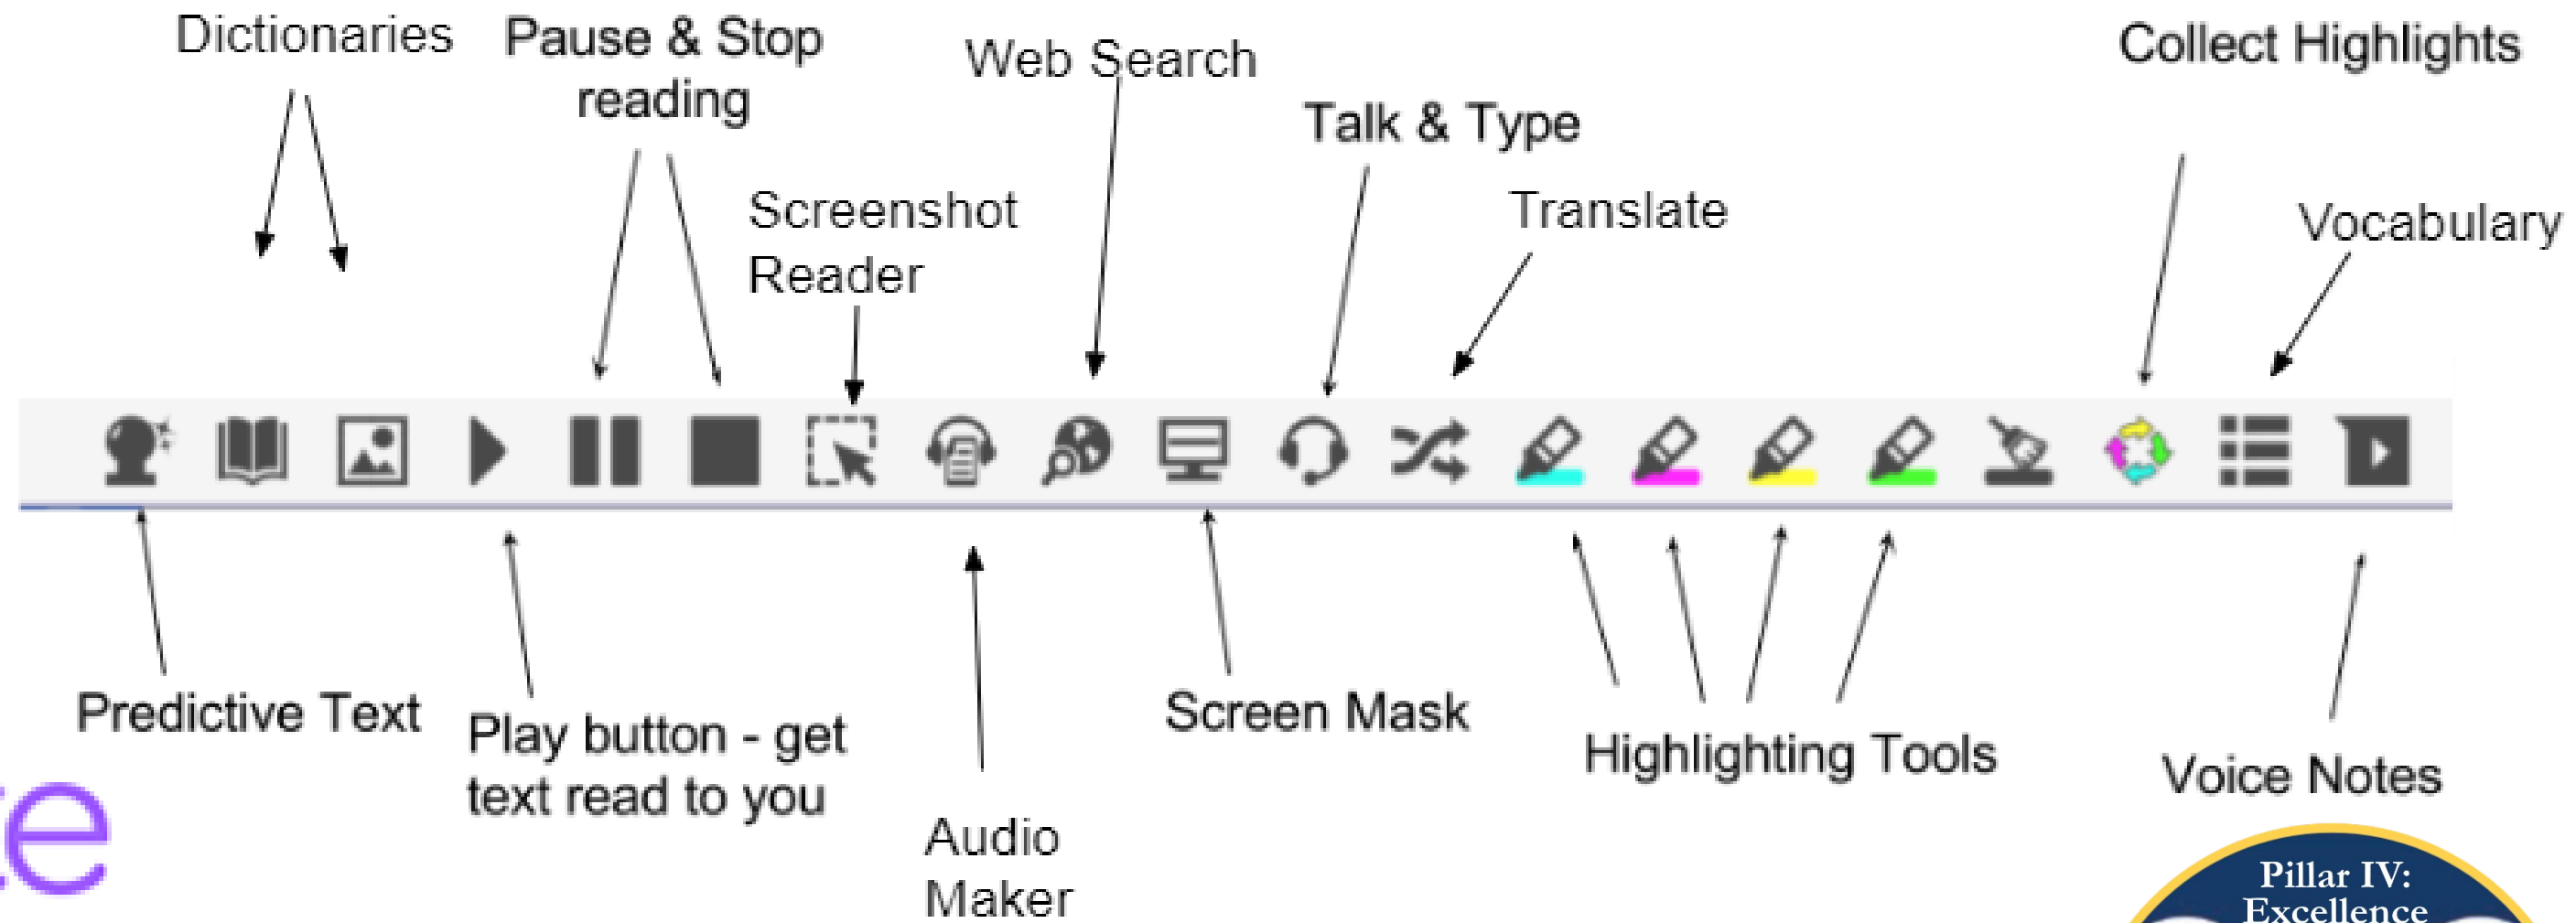 Dictionaries
Pause & Stop
reading
Web Search
Collect Highlights
Talk & Type
Screenshot
Reader
Translate
Vocabulary
Predictive Text
Play button - get
text read to you
Screen Mask
Highlighting Tools
Voice Notes
Audio
Maker
Pillar IV:
Excellence